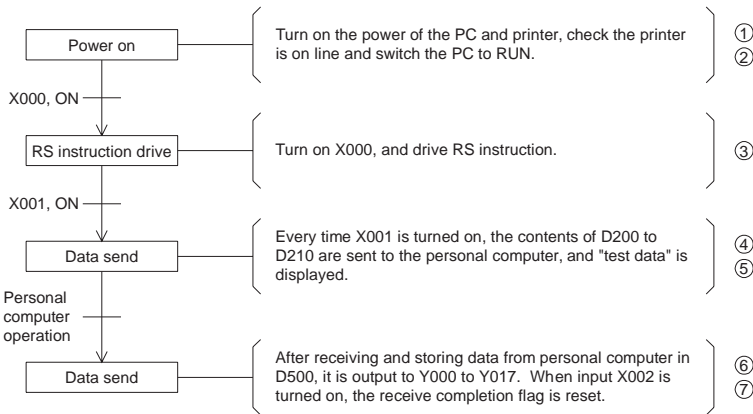 Power on
Turn on the power of the PC and printer, check the printer
is on line and switch the PC to RUN.
①
②
X000, ON
RS instruction drive
Turn on X000, and drive RS instruction.
③
X001, ON
Data send
Every time X001 is turned on, the contents of D200 to
D210 are sent to the personal computer, and "test data" is
displayed.
④
⑤
Personal
computer
operation
Data send
After receiving and storing data from personal computer in
D500, it is output to Y000 to Y017.  When input X002 is
turned on, the receive completion flag is reset.
⑥
⑦